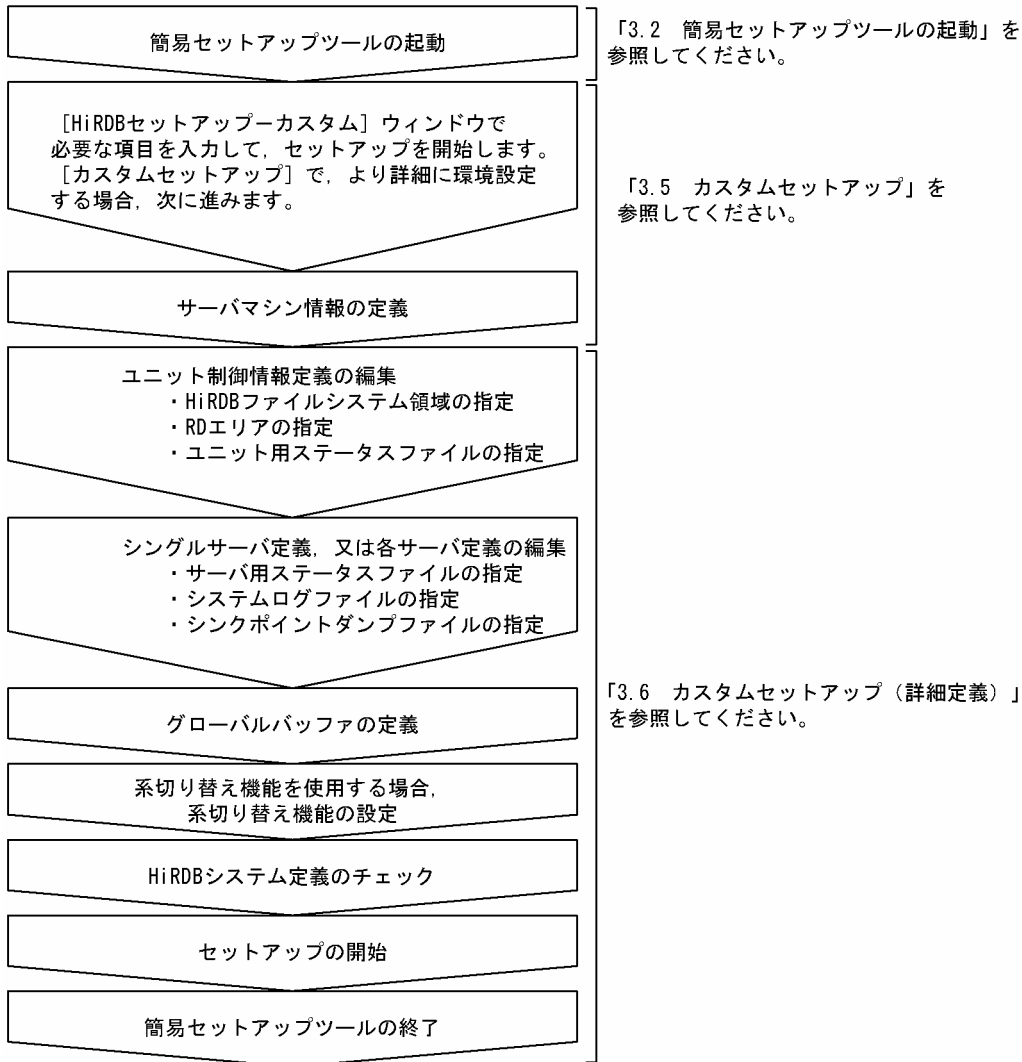 簡易セットアップツールの起動
「3.2 簡易セットアップツールの起動」を
参照してください。
[HiRDBセットアップーカスタム] ウィンドウで
必要な項目を入力して，セットアップを開始します。
[カスタムセットアップ] で，より詳細に環境設定
する場合，次に進みます。
「3.5 カスタムセットアップ」を
参照してください。
サーバマシン情報の定義
ユニット制御情報定義の編集
・HiRDBファイルシステム領域の指定
・RDエリアの指定
・ユニット用ステータスファイルの指定
シングルサーバ定義，又は各サーバ定義の編集
・サーバ用ステータスファイルの指定
・システムログファイルの指定
・シンクポイントダンプファイルの指定
「3.6 カスタムセットアップ（詳細定義）」
を参照してください。
グローバルバッファの定義
系切り替え機能を使用する場合，
系切り替え機能の設定
HiRDBシステム定義のチェック
セットアップの開始
簡易セットアップツールの終了